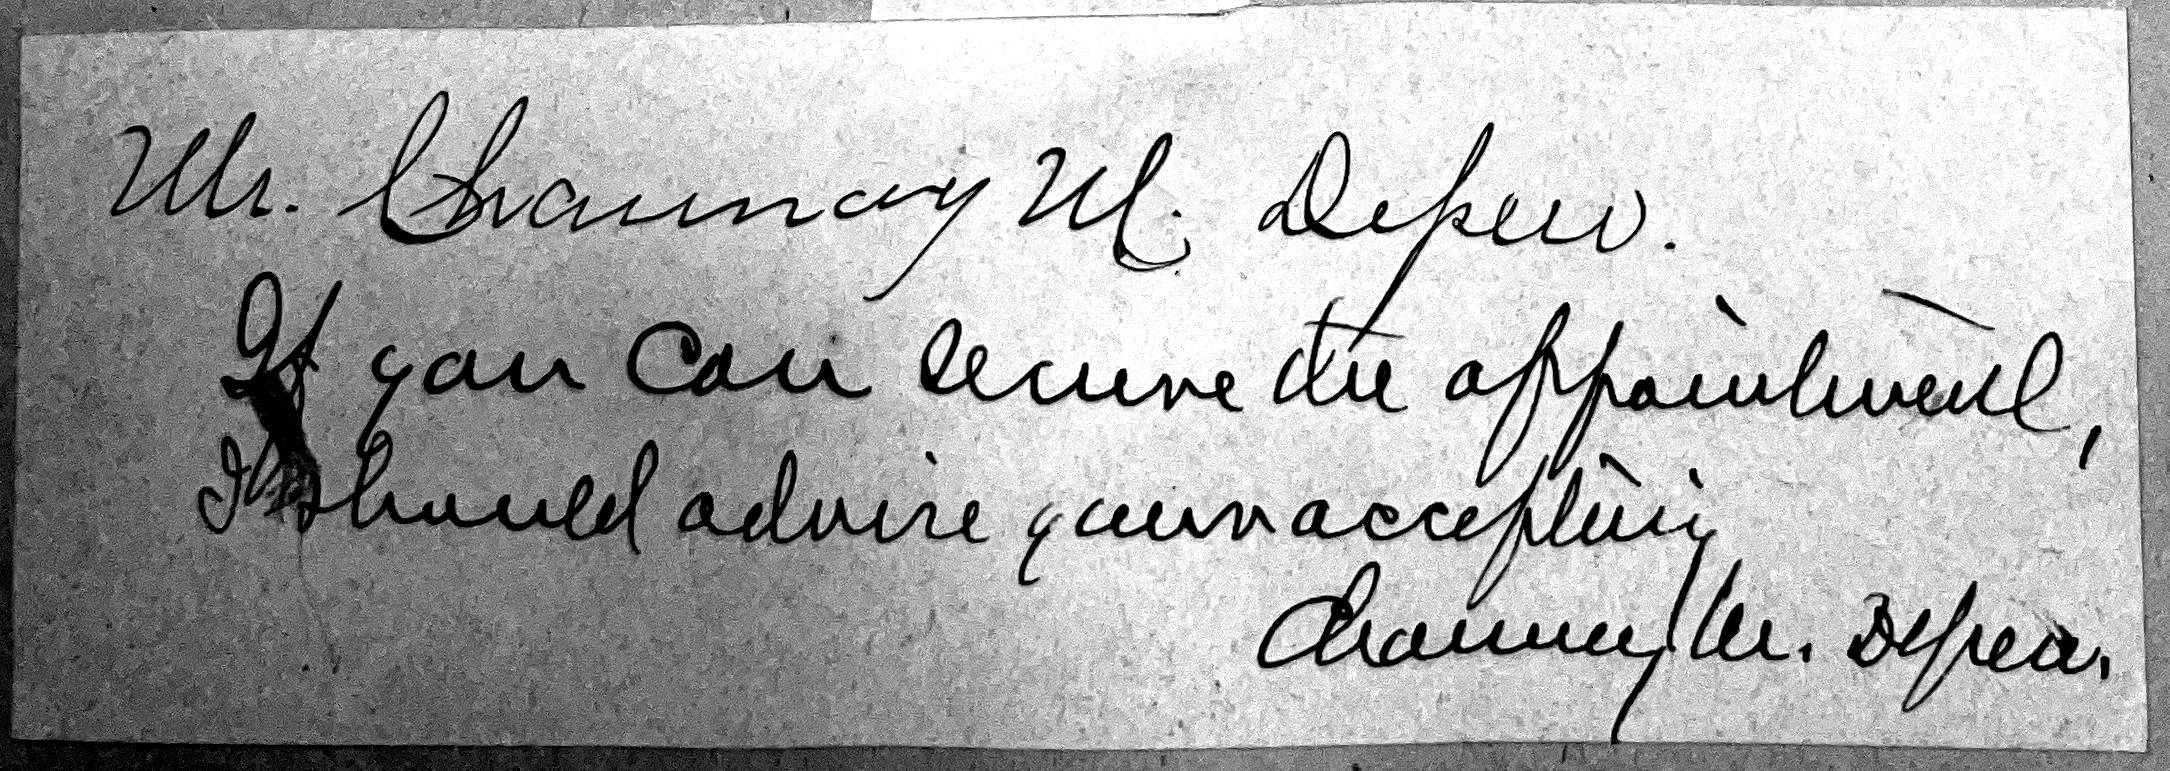 Mr. Chauncey M. Depew.
If you can secure the appointment,
I should advise your accepting
Chauncey M. Depew.